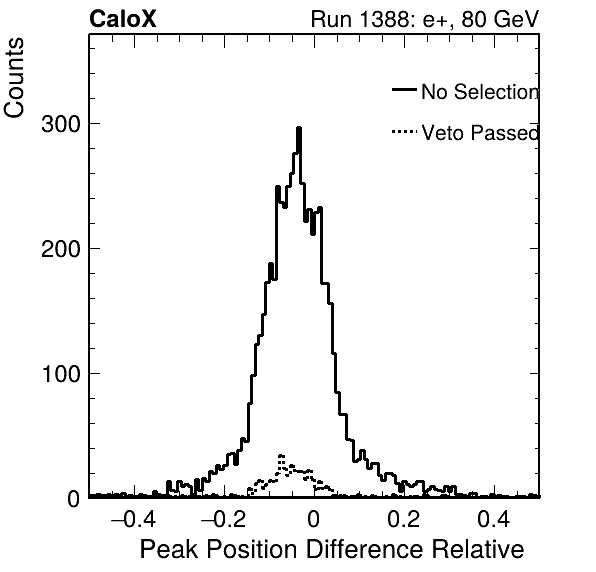 CaloX
Run 1388: e+, 80 GeV
Counts
No Selection
Veto Passed
300
200
100
0
−0.4 −0.2 0 0.2 0.4
Peak Position Difference Relative